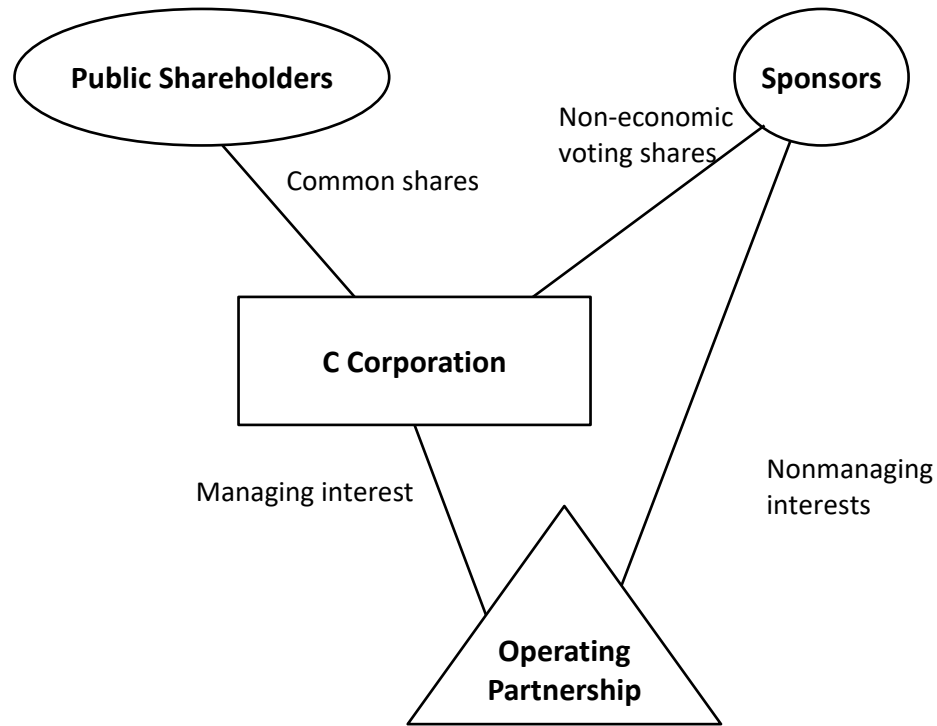 Public Shareholders
Sponsors
Non-economic
voting shares
Common shares
C Corporation
Managing interest
Nonmanaging
interests
Operating
Partnership